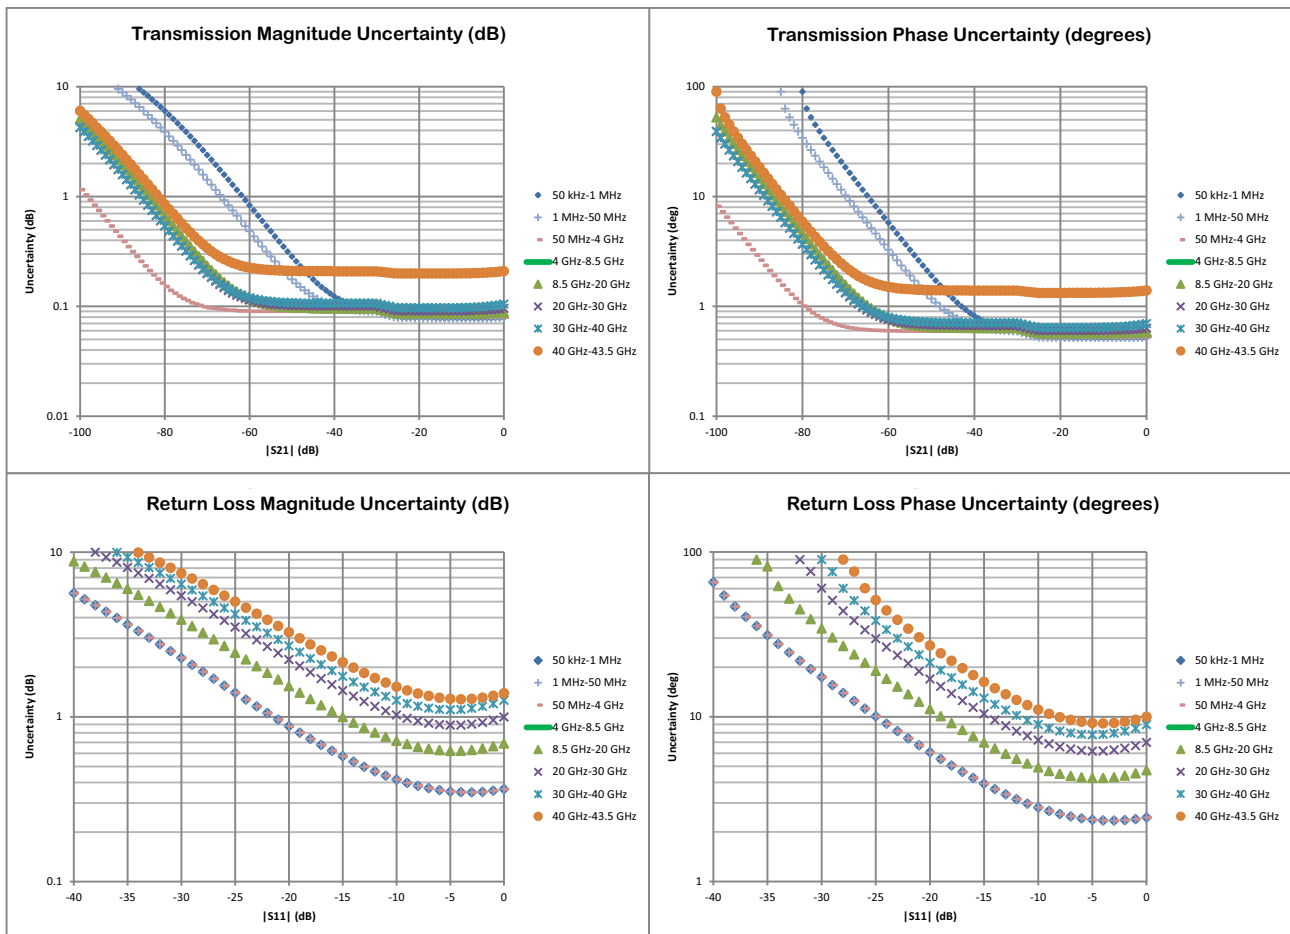 Transmission Magnitude Uncertainty (dB)
10
1
0.1
0.01
Uncertainty (dB)
-100
-80
-60
-40
-20
0
|S21| (dB)
50 kHz-1 MHz
1 MHz-50 MHz
50 MHz-4 GHz
4 GHz-8.5 GHz
8.5 GHz-20 GHz
20 GHz-30 GHz
30 GHz-40 GHz
40 GHz-43.5 GHz
Transmission Phase Uncertainty (degrees)
100
10
1
0.1
Uncertainty (deg)
-100
-80
-60
-40
-20
0
|S21| (dB)
50 kHz-1 MHz
1 MHz-50 MHz
50 MHz-4 GHz
4 GHz-8.5 GHz
8.5 GHz-20 GHz
20 GHz-30 GHz
30 GHz-40 GHz
40 GHz-43.5 GHz
Return Loss Magnitude Uncertainty (dB)
10
1
0.1
Uncertainty (dB)
-40
-35
-30
-25
-20
-15
-10
-5
0
|S11| (dB)
50 kHz-1 MHz
1 MHz-50 MHz
50 MHz-4 GHz
4 GHz-8.5 GHz
8.5 GHz-20 GHz
20 GHz-30 GHz
30 GHz-40 GHz
40 GHz-43.5 GHz
Return Loss Phase Uncertainty (degrees)
100
10
1
Uncertainty (deg)
-40
-35
-30
-25
-20
-15
-10
-5
0
|S11| (dB)
50 kHz-1 MHz
1 MHz-50 MHz
50 MHz-4 GHz
4 GHz-8.5 GHz
8.5 GHz-20 GHz
20 GHz-30 GHz
30 GHz-40 GHz
40 GHz-43.5 GHz